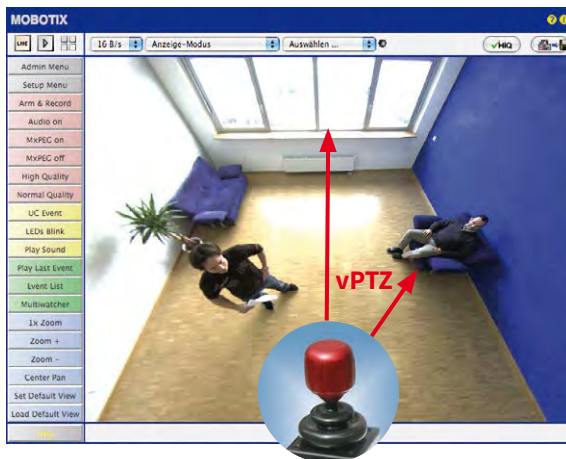 MOBOTIX
LIVE
16 B/s
Anzeige-Modus
Auswählen ...
HIQ
Admin Menu
Setup Menu
Arm & Record
Audio on
MxPEG on
MxPEG off
High Quality
Normal Quality
UC Event
LEDs Blink
Play Sound
Play Last Event
Event List
Multiwatcher
1x Zoom
Zoom +
Zoom -
Center Pan
Set Default View
Load Default View
vPTZ